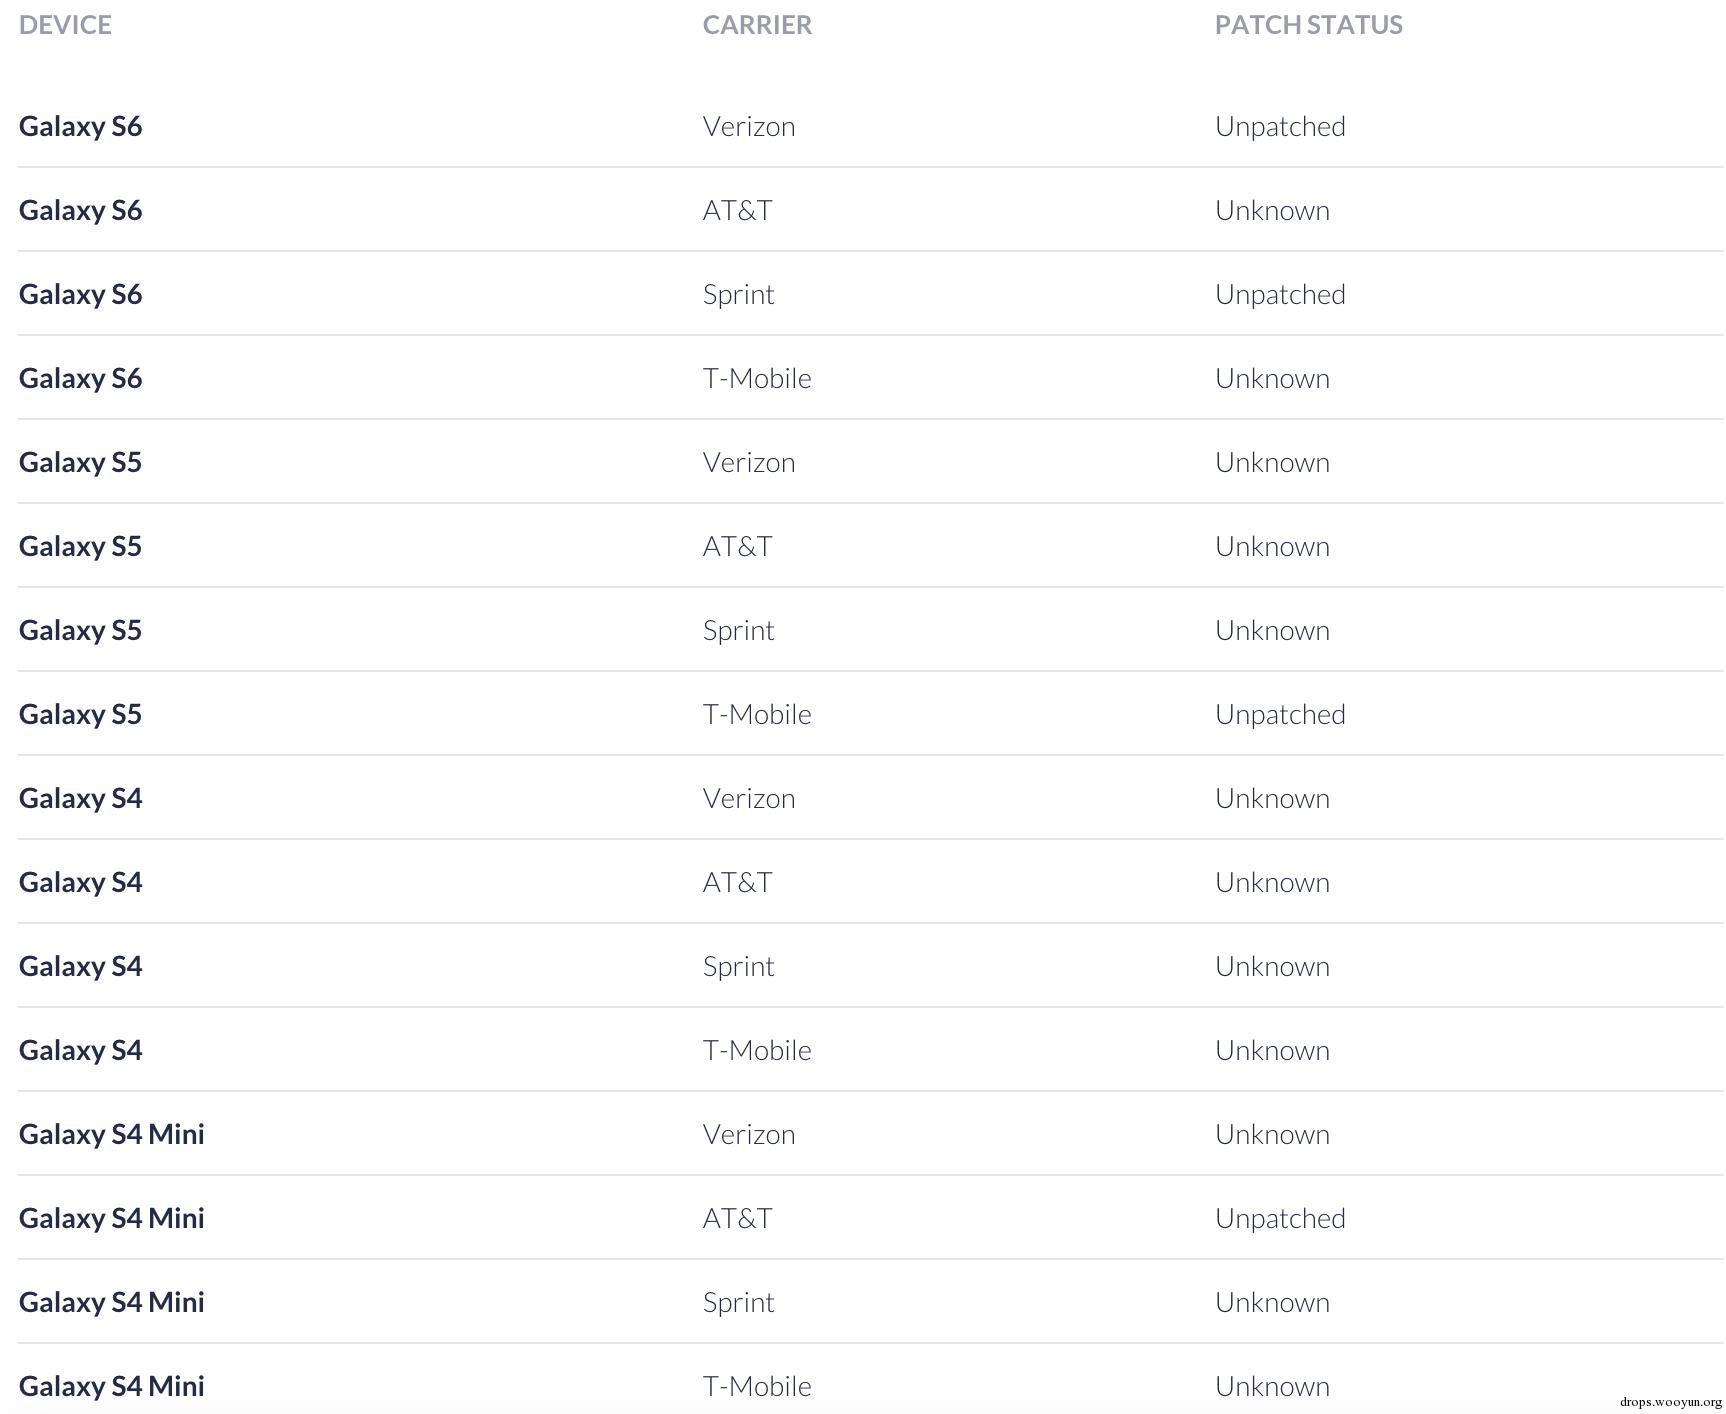 DEVICE CARRIER PATCH STATUS
Galaxy S6 Verizon Unpatched
Galaxy S6 AT&T Unknown
Galaxy S6 Sprint Unpatched
Galaxy S6 T-Mobile Unknown
Galaxy S5 Verizon Unknown
Galaxy S5 AT&T Unknown
Galaxy S5 Sprint Unknown
Galaxy S5 T-Mobile Unpatched
Galaxy S4 Verizon Unknown
Galaxy S4 AT&T Unknown
Galaxy S4 Sprint Unknown
Galaxy S4 T-Mobile Unknown
Galaxy S4 Mini Verizon Unknown
Galaxy S4 Mini AT&T Unpatched
Galaxy S4 Mini Sprint Unknown
Galaxy S4 Mini T-Mobile Unknown
drops.wooyun.org